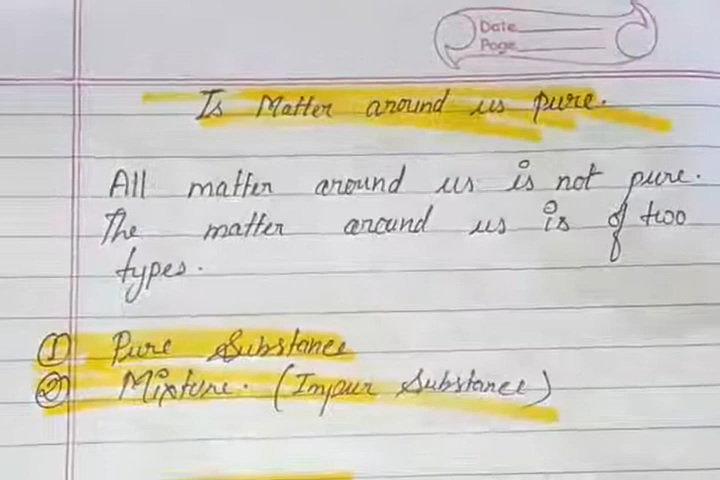 Date
Page
Is Matter around us pure.
All matter around us is not pure.
The matter around us is of two
types.
① Pure Substance
② Mixture. (Impur Substance)